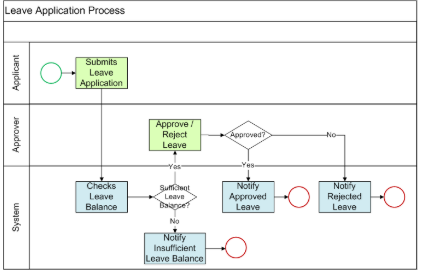 Leave Application Process
Applicant
Submits
Leave
Application
Approver
Approve /
Reject
Leave
Approved?
No
Yes
Yes
System
Checks
Leave
Balance
Sufficient
Leave
Balance?
No
Notify
Approved
Leave
Notify
Rejected
Leave
Notify
Insufficient
Leave Balance